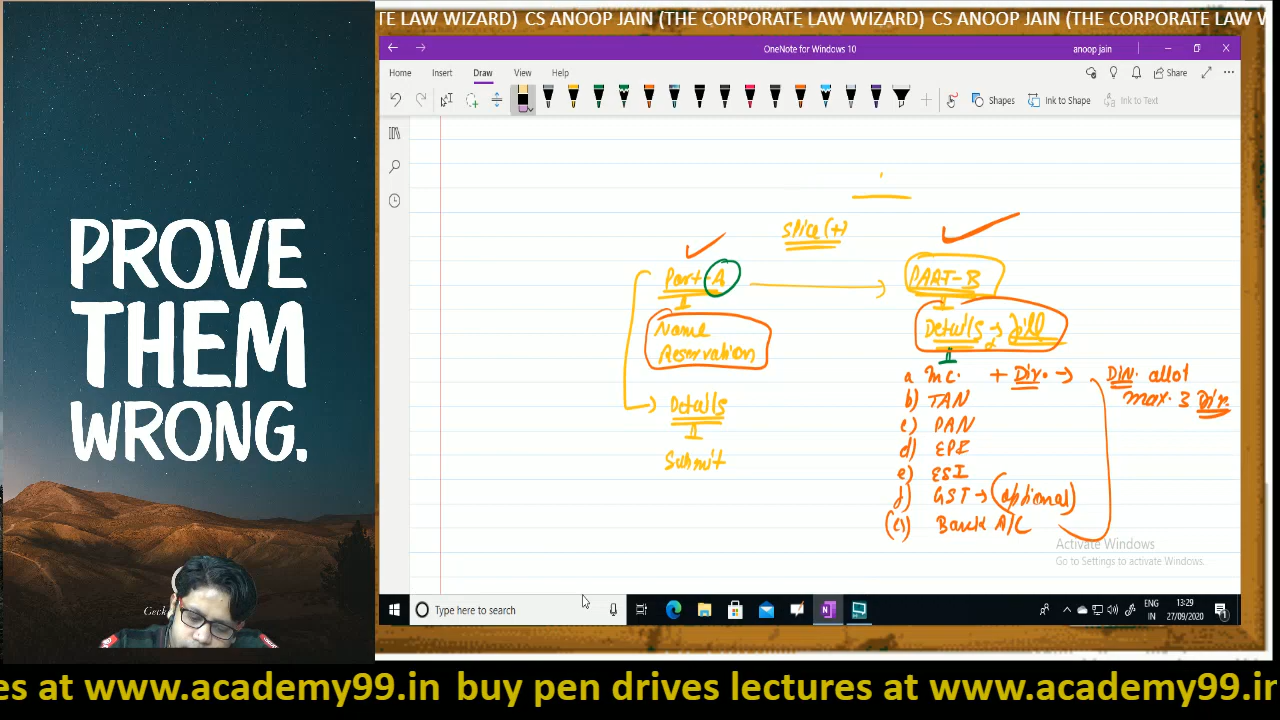 TE LAW WIZARD) CS ANOOP JAIN (THE CORPORATE LAW WIZARD) CS ANOOP JAIN (THE CORPORATE LAW W
OneNote for Windows 10
anoop jain
Home Insert Draw View Help
Share
Shapes
Ink to Shape
Ink to Text
PROVE
THEM
WRONG.
Spice (+)
Part-A
PART-B
Name
Reservation
Details → fill
a MC. + Dir. → DIN. allot
max. 3 Dir.
Details
b) TAN
c) PAN
Submit
d) EPF
e) ESI
f) GST → (optional)
Bank A/C
Activate Windows
Go to Settings to activate Windows.
Type here to search
ENG
IN
13:29
27/09/2020
es at www.academy99.in buy pen drives lectures at www.academy99.in